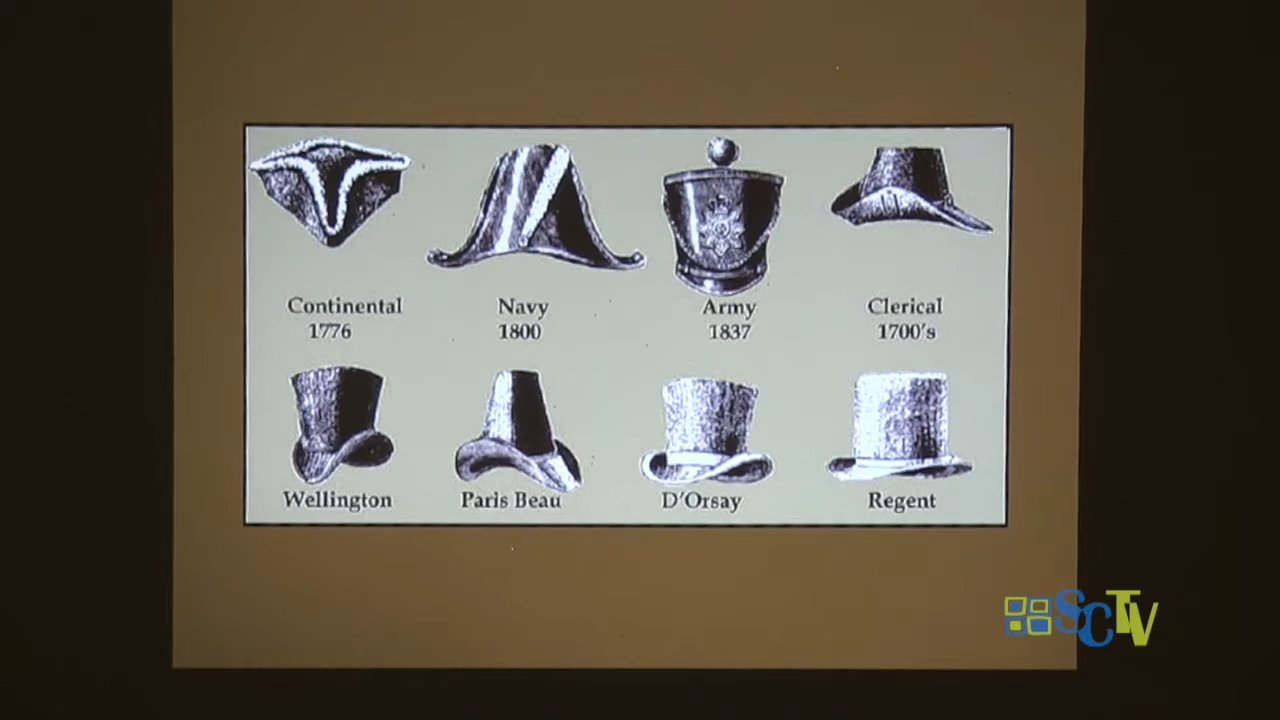 Continental
1776
Navy
1800
Army
1837
Clerical
1700's
Wellington
Paris Beau
D'Orsay
Regent
SCTV